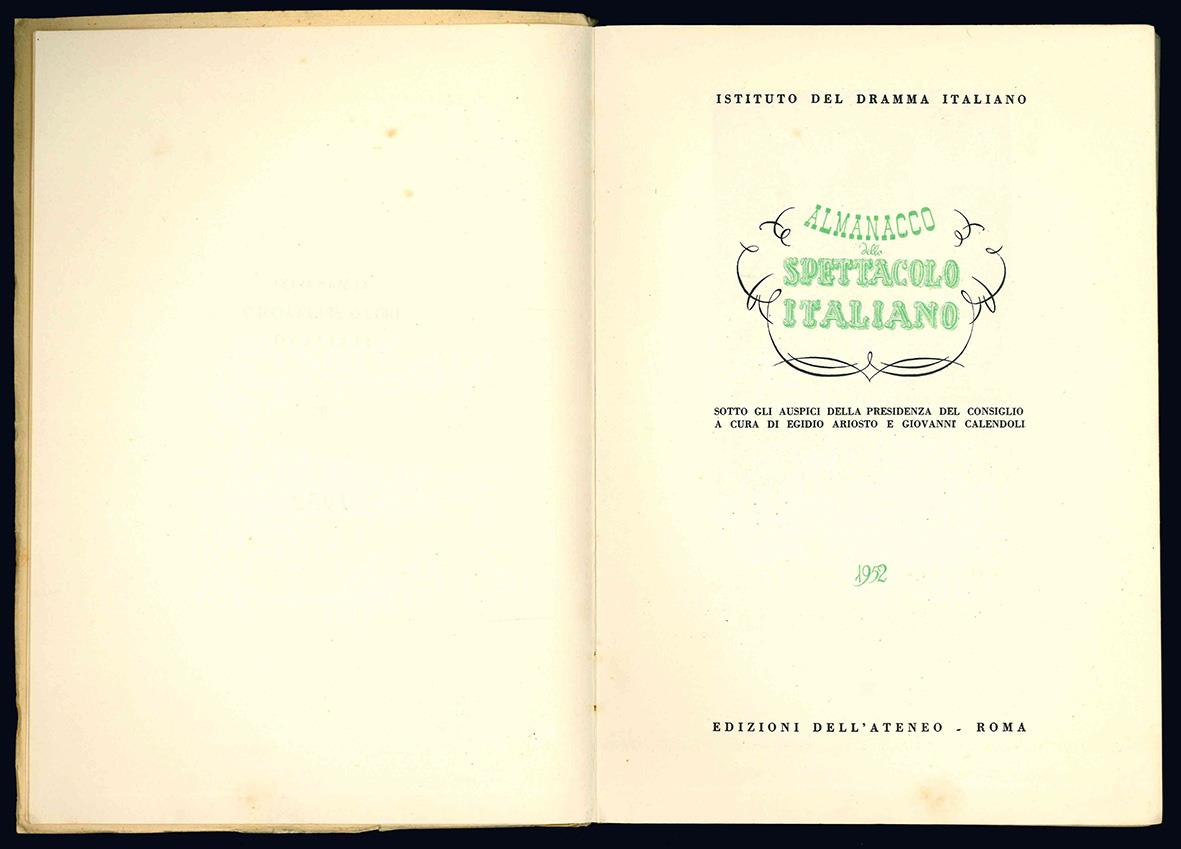 ISTITUTO DEL DRAMMA ITALIANO
ALMANACCO
dello
SPETTACOLO
ITALIANO
SOTTO GLI AUSPICI DELLA PRESIDENZA DEL CONSIGLIO
A CURA DI EGIDIO ARIOSTO E GIOVANNI CALENDOLI
1952
EDIZIONI DELL'ATENEO - ROMA